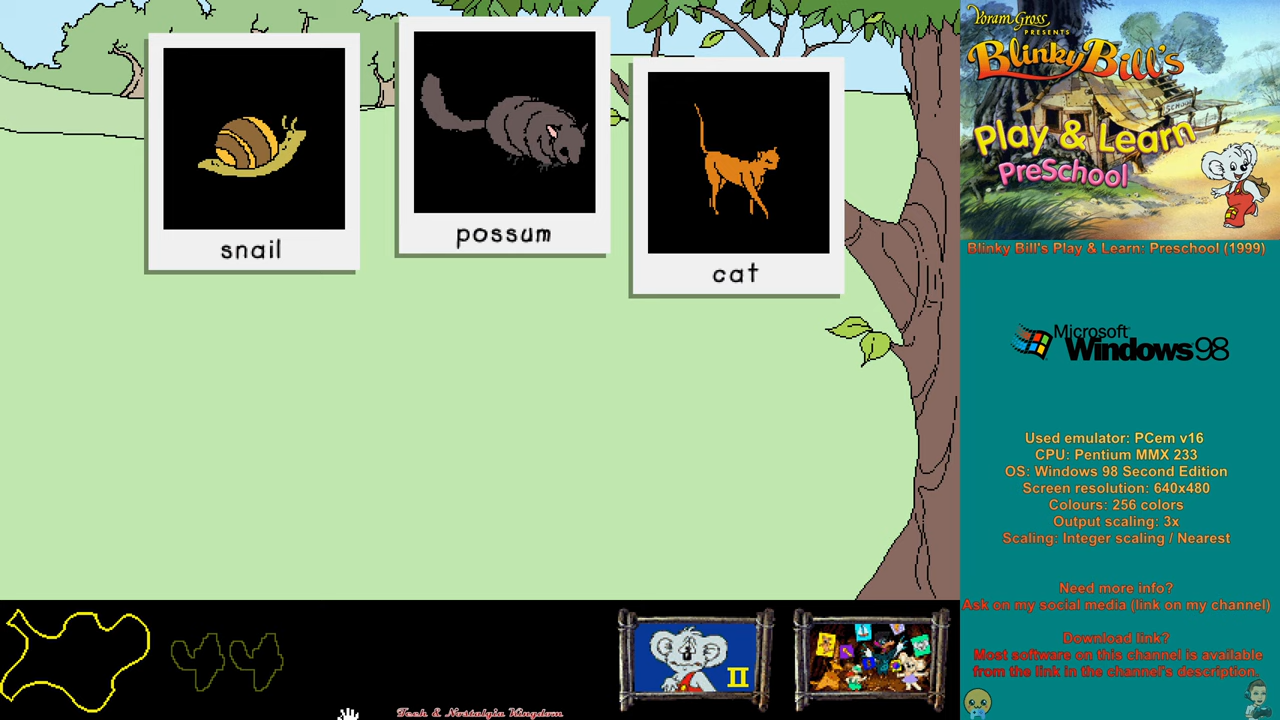 snail
possum
cat
II
Tech & Nostalgia Kingdom
Yoram Gross
PRESENTS
Blinky Bill's
Play & Learn
PreSchool
Blinky Bill's Play & Learn: Preschool (1999)
Microsoft
Windows 98
Used emulator: PCem v16
CPU: Pentium MMX 233
OS: Windows 98 Second Edition
Screen resolution: 640x480
Colours: 256 colors
Output scaling: 3x
Scaling: Integer scaling / Nearest
Need more info?
Ask on my social media (link on my channel)
Download link?
Most software on this channel is available
from the link in the channel's description.